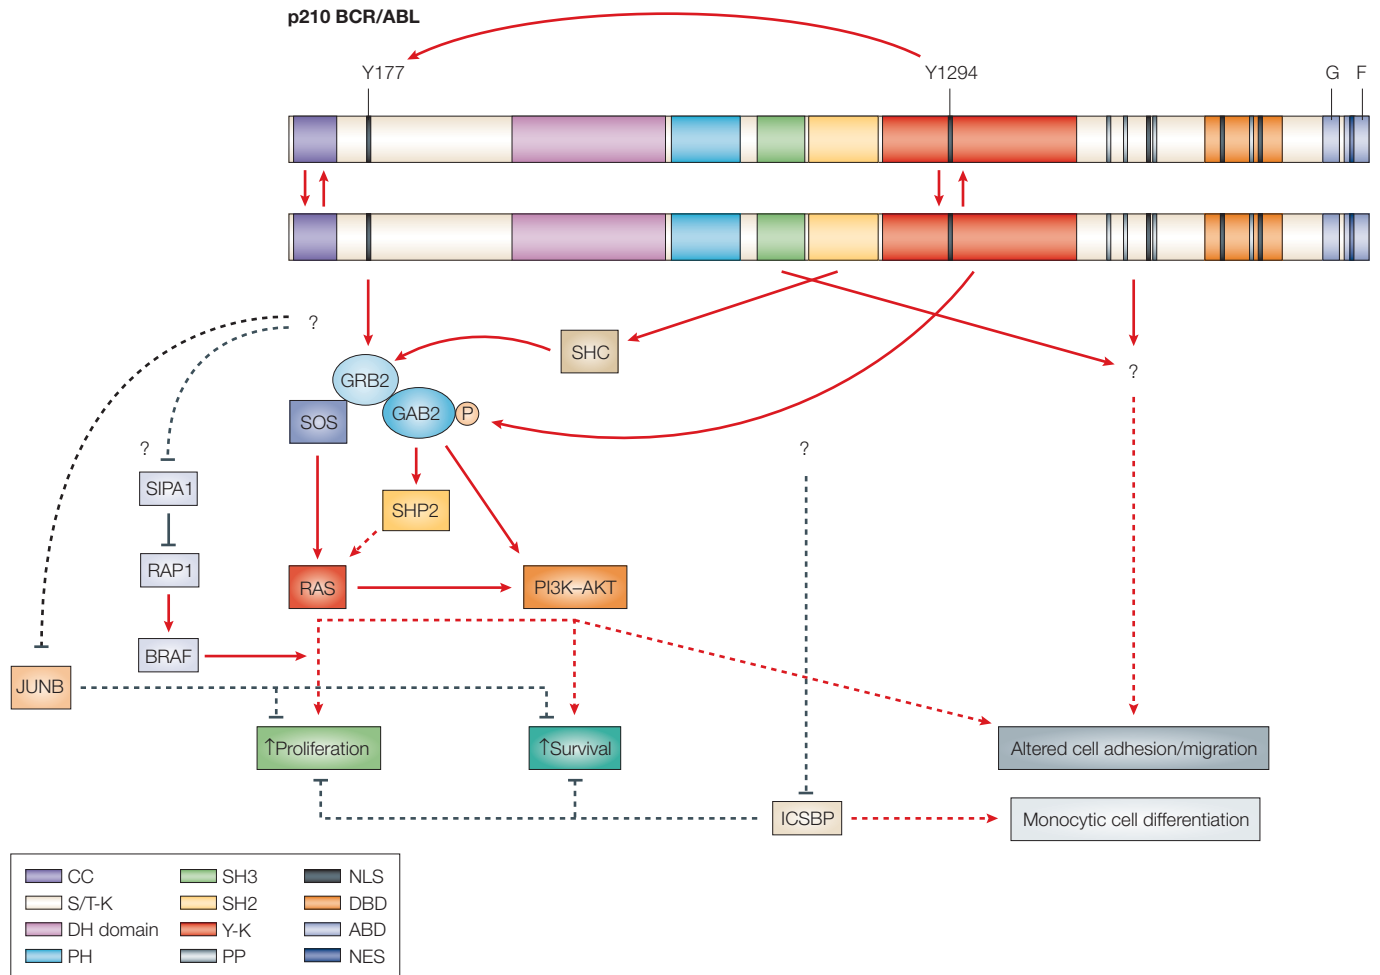 p210 BCR/ABL
Y177
Y1294
G
F
?
SHC
GRB2
?
GAB2
P
SOS
?
?
SIPA1
SHP2
RAP1
RAS
PI3K–AKT
BRAF
JUNB
↑Proliferation
↑Survival
Altered cell adhesion/migration
ICSBP
Monocytic cell differentiation
CC
S/T-K
DH domain
PH
SH3
SH2
Y-K
PP
NLS
DBD
ABD
NES